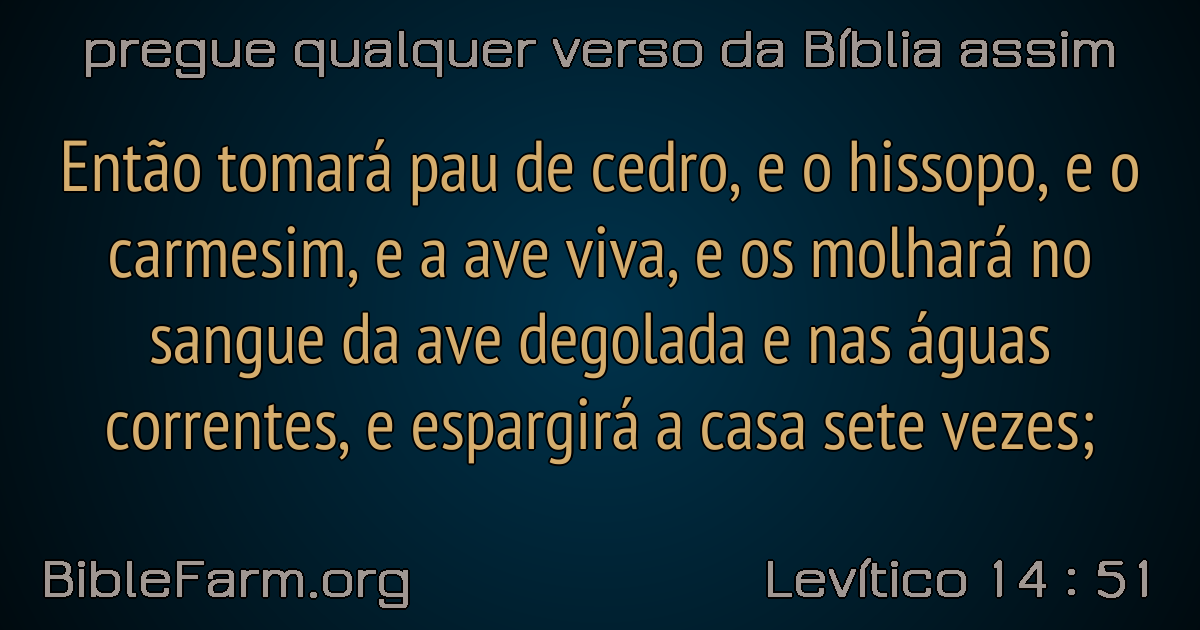 pregue qualquer verso da Bíblia assim
Então tomará pau de cedro, e o hissopo, e o
carmesim, e a ave viva, e os molhará no
sangue da ave degolada e nas águas
correntes, e espargirá a casa sete vezes;
BibleFarm.org
Levítico 14 : 51